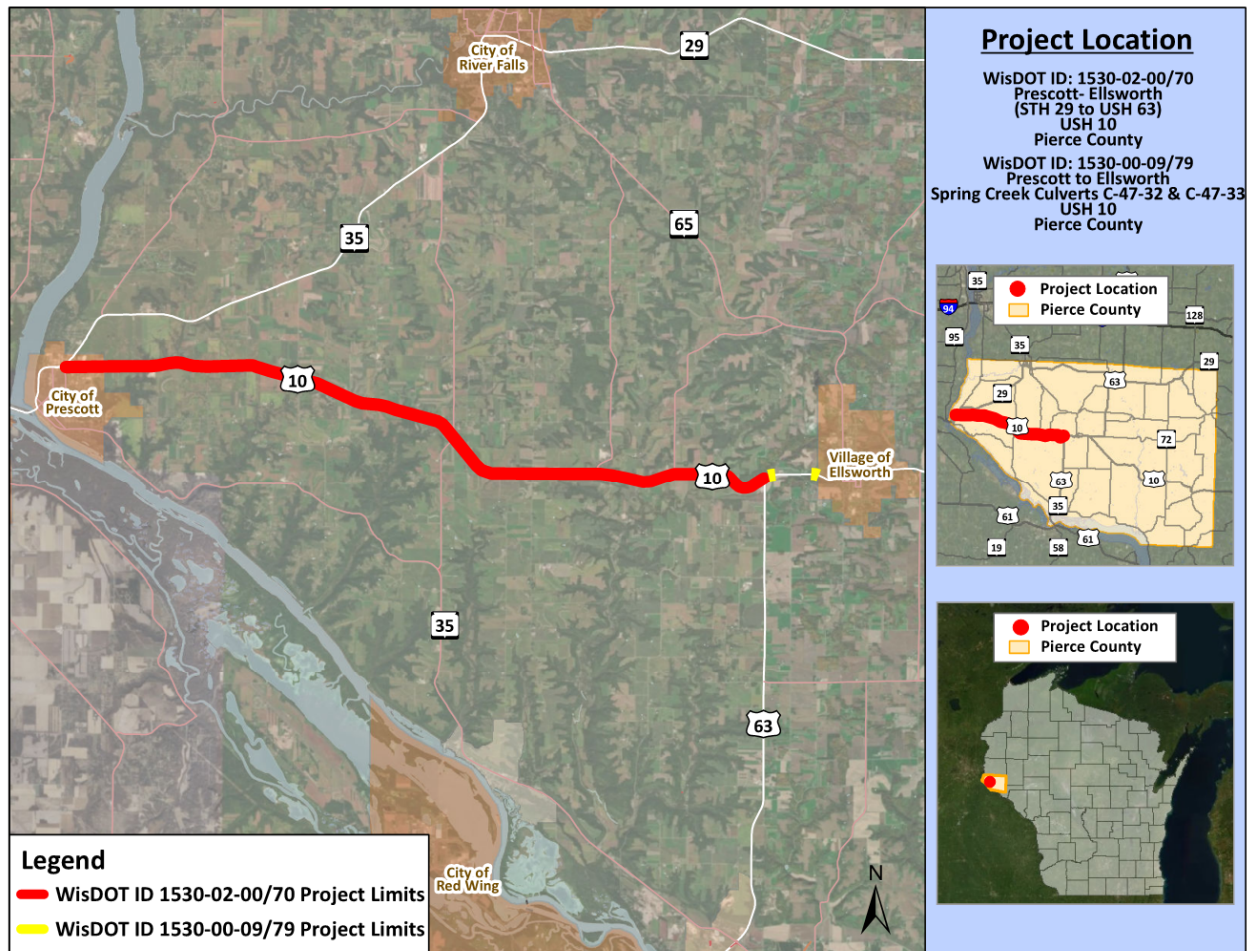 City of
River Falls
29
35
65
10
City of
Prescott
10
Village of
Ellsworth
35
63
City of
Red Wing
N
Legend
WisDOT ID 1530-02-00/70 Project Limits
WisDOT ID 1530-00-09/79 Project Limits
Project Location
WisDOT ID: 1530-02-00/70
Prescott- Ellsworth
(STH 29 to USH 63)
USH 10
Pierce County
WisDOT ID: 1530-00-09/79
Prescott to Ellsworth
Spring Creek Culverts C-47-32 & C-47-33
USH 10
Pierce County
35
Project Location
Pierce County
94
128
95
35
29
63
29
10
72
63
10
35
61
61
19
58
Project Location
Pierce County